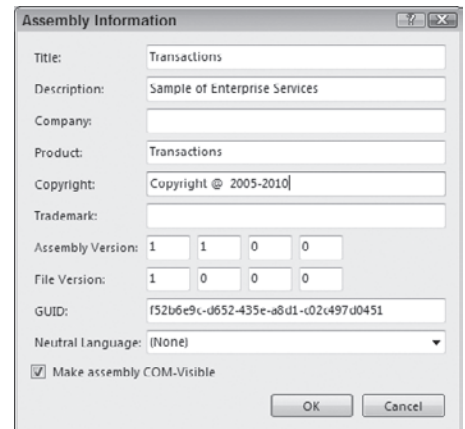 Assembly Information
Title: Transactions
Description: Sample of Enterprise Services
Company:
Product: Transactions
Copyright: Copyright @ 2005-2010
Trademark:
Assembly Version: 1 1 0 0
File Version: 1 0 0 0
GUID: f52b6e9c-d652-435e-a8d1-c02c497d0451
Neutral Language: (None)
Make assembly COM-Visible
OK Cancel